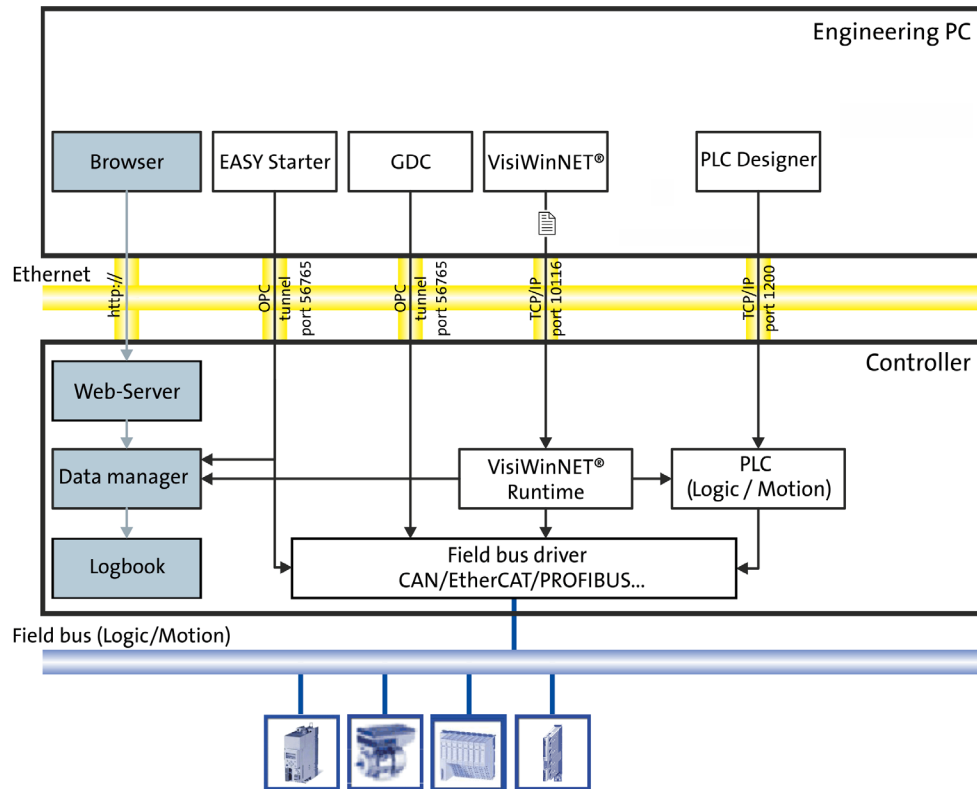 Engineering PC
Browser
EASY Starter
GDC
VisiWinNET®
PLC Designer
Ethernet
http://
OPC
tunnel
port 56765
OPC
tunnel
port 56765
TCP/IP
port 10116
TCP/IP
port 1200
Controller
Web-Server
Data manager
VisiWinNET®
Runtime
PLC
(Logic / Motion)
Logbook
Field bus driver
CAN/EtherCAT/PROFIBUS...
Field bus (Logic/Motion)